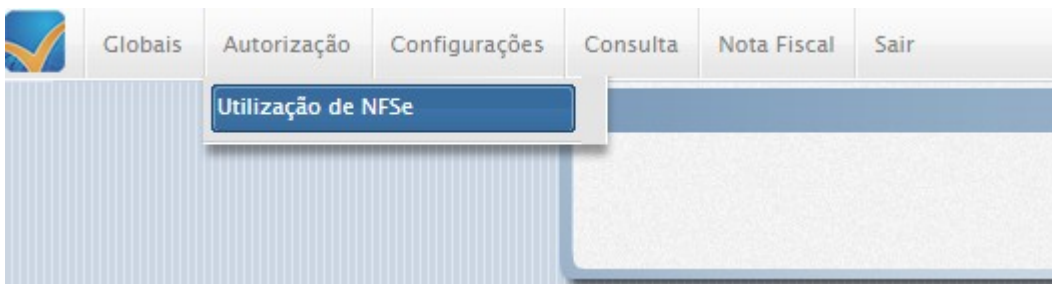 Globais Autorização Configurações Consulta Nota Fiscal Sair
Utilização de NFSe